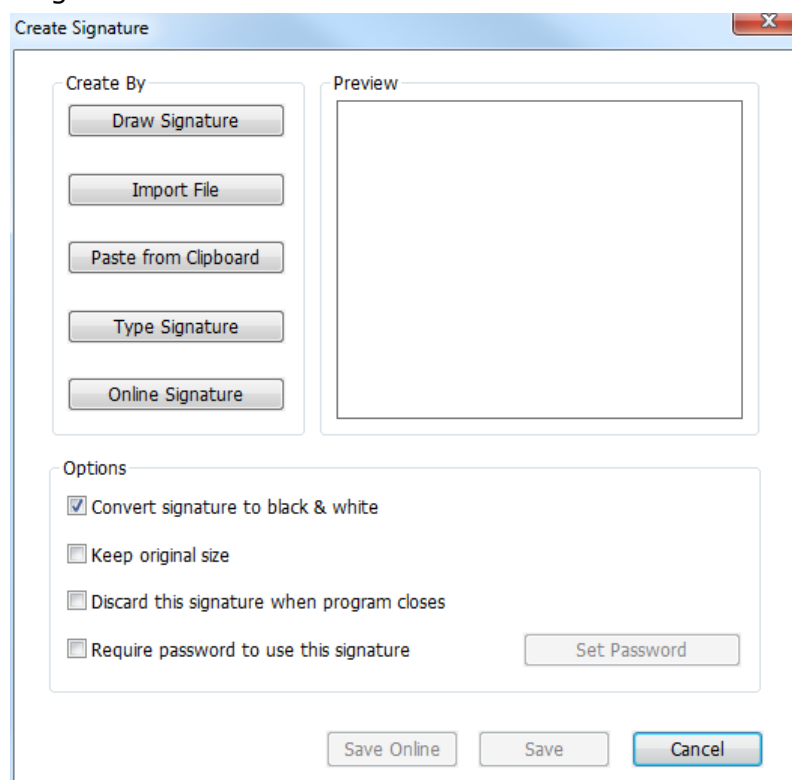 Create Signature
Create By
Preview
Draw Signature
Import File
Paste from Clipboard
Type Signature
Online Signature
Options
Convert signature to black & white
Keep original size
Discard this signature when program closes
Require password to use this signature
Set Password
Save Online
Save
Cancel